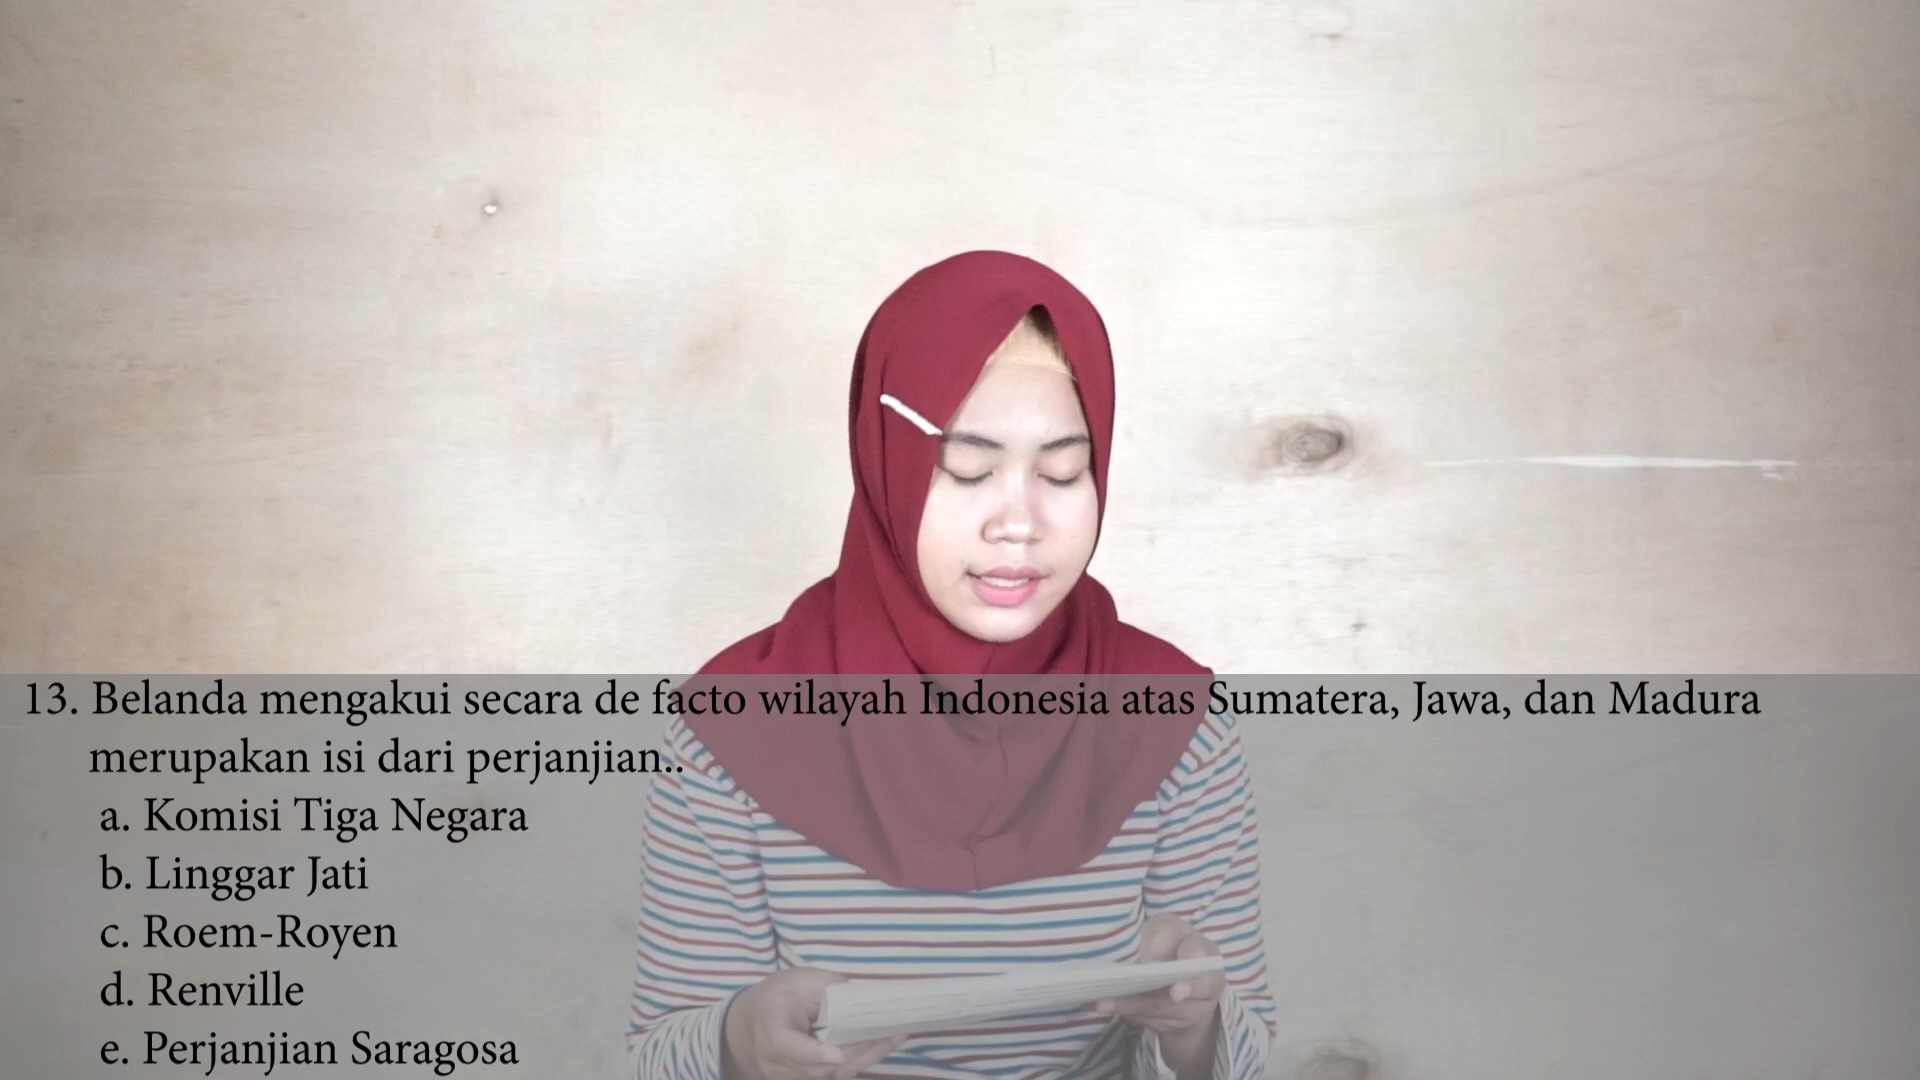 13. Belanda mengakui secara de facto wilayah Indonesia atas Sumatera, Jawa, dan Madura
merupakan isi dari perjanjian..
a. Komisi Tiga Negara
b. Linggar Jati
c. Roem-Royen
d. Renville
e. Perjanjian Saragosa